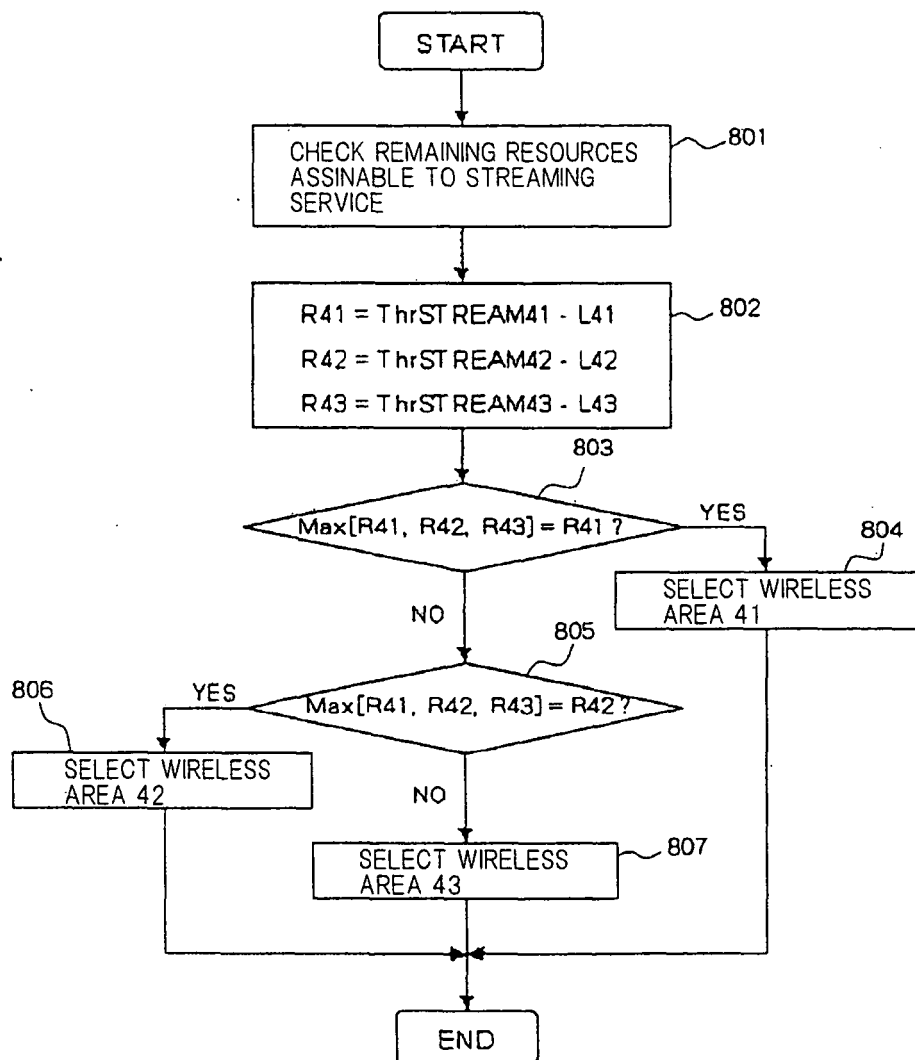 START
CHECK REMAINING RESOURCES
ASSINABLE TO STREAMING
SERVICE
801
R41 = ThrSTREAM41 - L41
R42 = ThrSTREAM42 - L42
R43 = ThrSTREAM43 - L43
802
803
Max[R41, R42, R43] = R41 ?
YES
804
SELECT WIRELESS
AREA 41
NO
805
Max[R41, R42, R43] = R42 ?
YES
806
SELECT WIRELESS
AREA 42
NO
SELECT WIRELESS
AREA 43
807
END